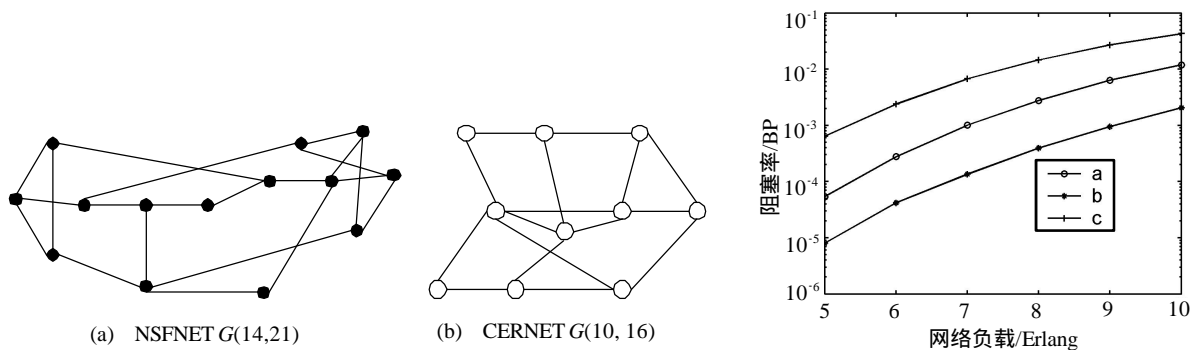 (a) NSFNET G(14,21)
(b) CERNET G(10, 16)
阻塞率/BP
10⁻¹
10⁻²
10⁻³
10⁻⁴
10⁻⁵
10⁻⁶
a
b
c
5 6 7 8 9 10
网络负载/Erlang